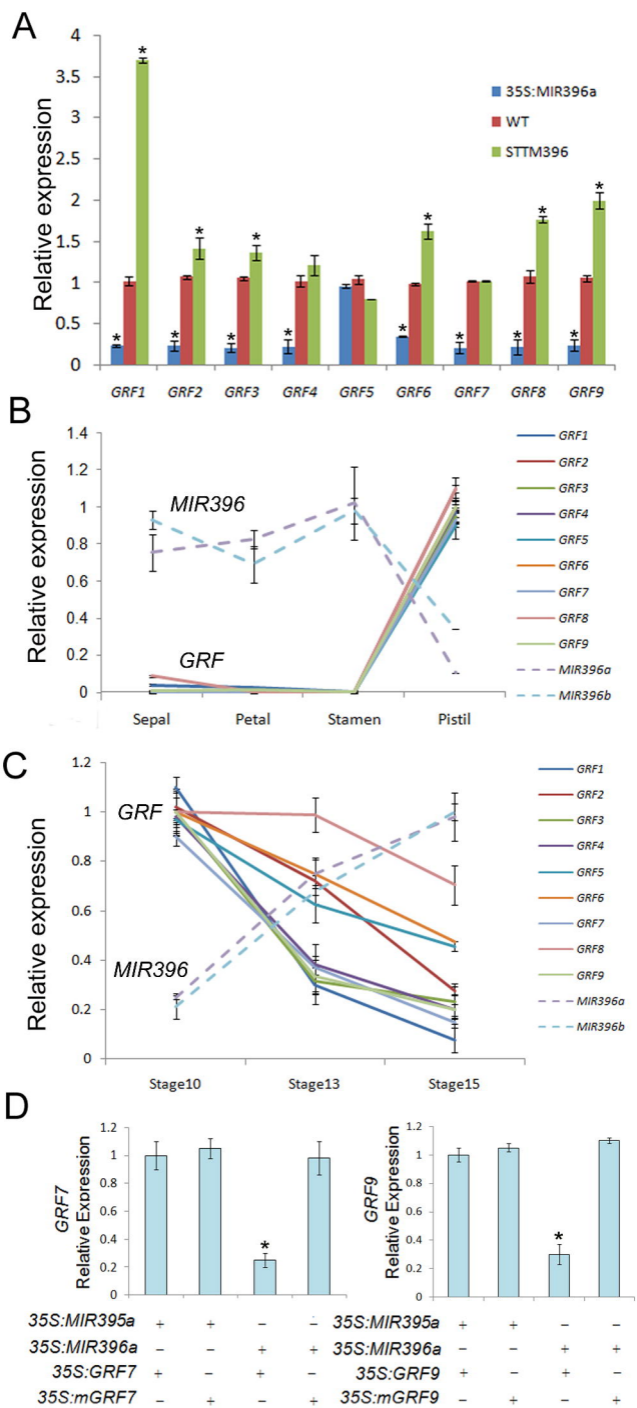 A
Relative expression
4
3.5
3
2.5
2
1.5
1
0.5
0
35S:MIR396a
WT
STTM396
* * * * * * * * * * * * * *
GRF1 GRF2 GRF3 GRF4 GRF5 GRF6 GRF7 GRF8 GRF9
B
Relative expression
1.4
1.2
1
0.8
0.6
0.4
0.2
0
MIR396
GRF
Sepal Petal Stamen Pistil
GRF1
GRF2
GRF3
GRF4
GRF5
GRF6
GRF7
GRF8
GRF9
MIR396a
MIR396b
C
Relative expression
1.2
1
0.8
0.6
0.4
0.2
0
GRF
MIR396
Stage10 Stage13 Stage15
GRF1
GRF2
GRF3
GRF4
GRF5
GRF6
GRF7
GRF8
GRF9
MIR396a
MIR396b
D
GRF7
Relative Expression
1.2
1
0.8
0.6
0.4
0.2
0
*
35S:MIR395a + + – –
35S:MIR396a – – + +
35S:GRF7 + – + –
35S:mGRF7 – + – +
GRF9
Relative Expression
1.2
1
0.8
0.6
0.4
0.2
0
*
35S:MIR395a + + – –
35S:MIR396a – – + +
35S:GRF9 + – + –
35S:mGRF9 – + – +